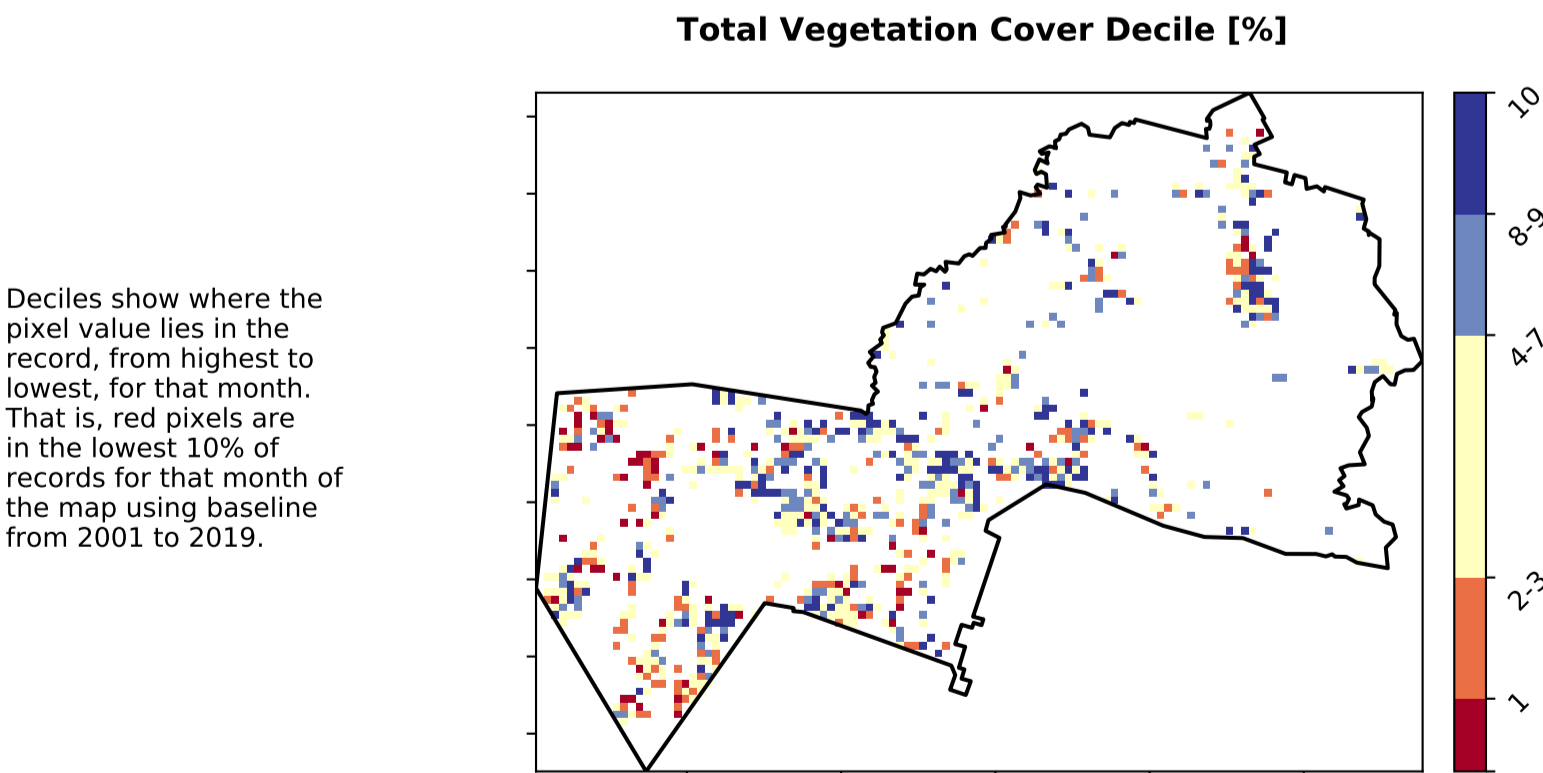 Total Vegetation Cover Decile [%]
Deciles show where the
pixel value lies in the
record, from highest to
lowest, for that month.
That is, red pixels are
in the lowest 10% of
records for that month of
the map using baseline
from 2001 to 2019.
10
8-9
4-7
2-3
1